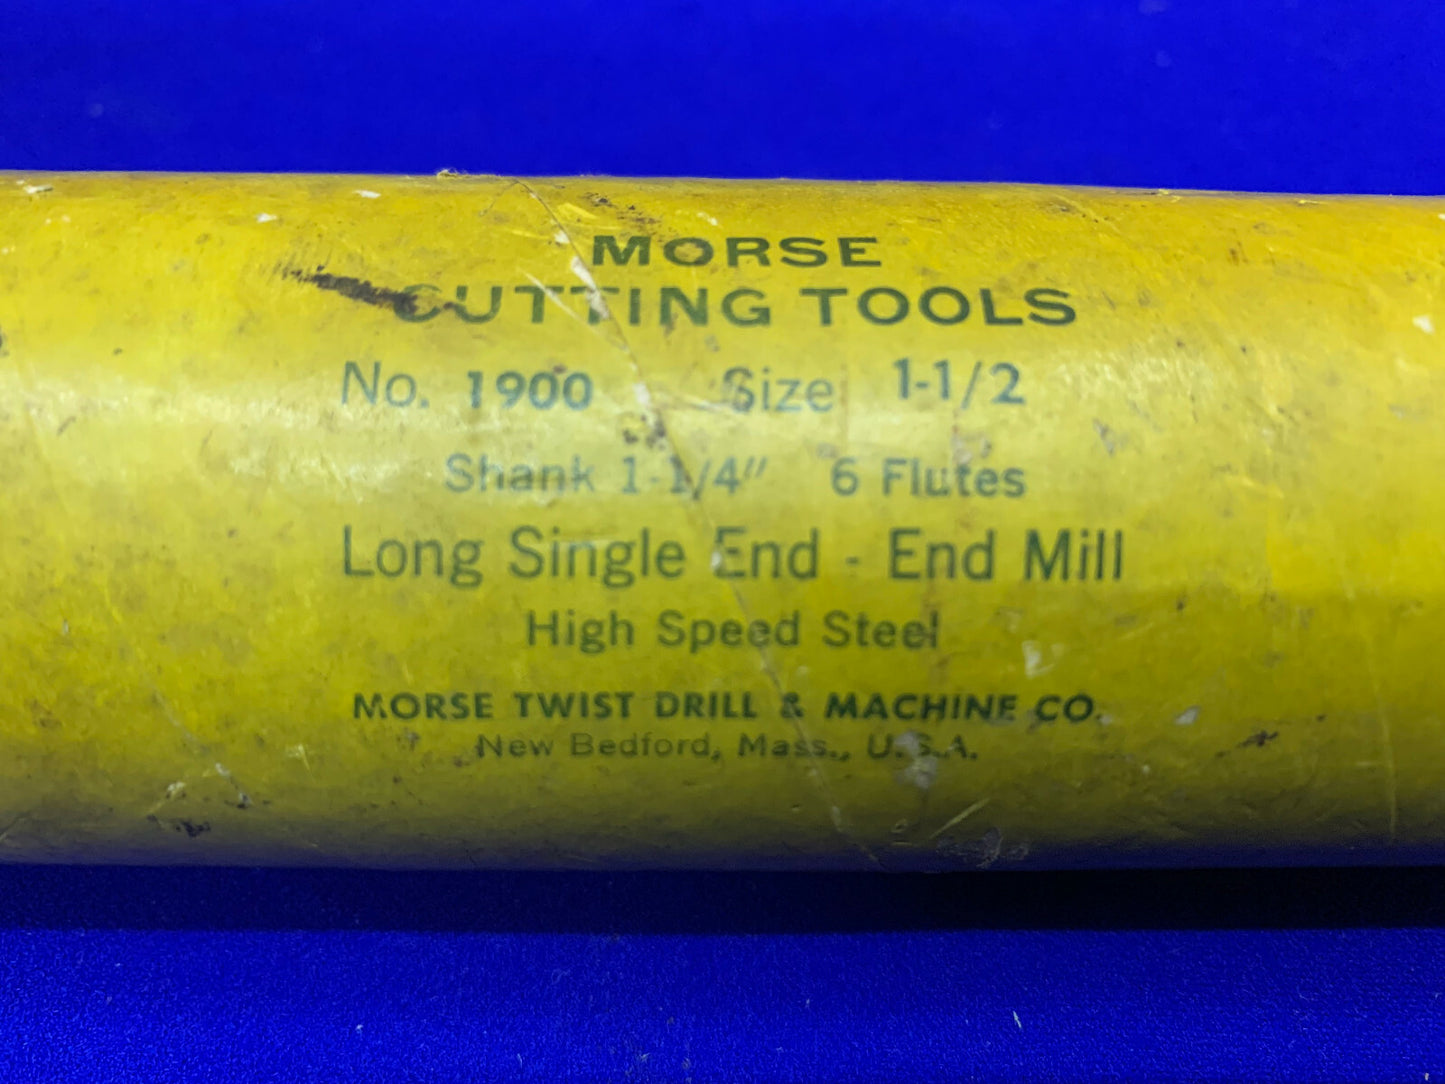 MORSE
CUTTING TOOLS
No. 1900 Size 1-1/2
Shank 1-1/4" 6 Flutes
Long Single End - End Mill
High Speed Steel
MORSE TWIST DRILL & MACHINE CO.
New Bedford, Mass., U.S.A.